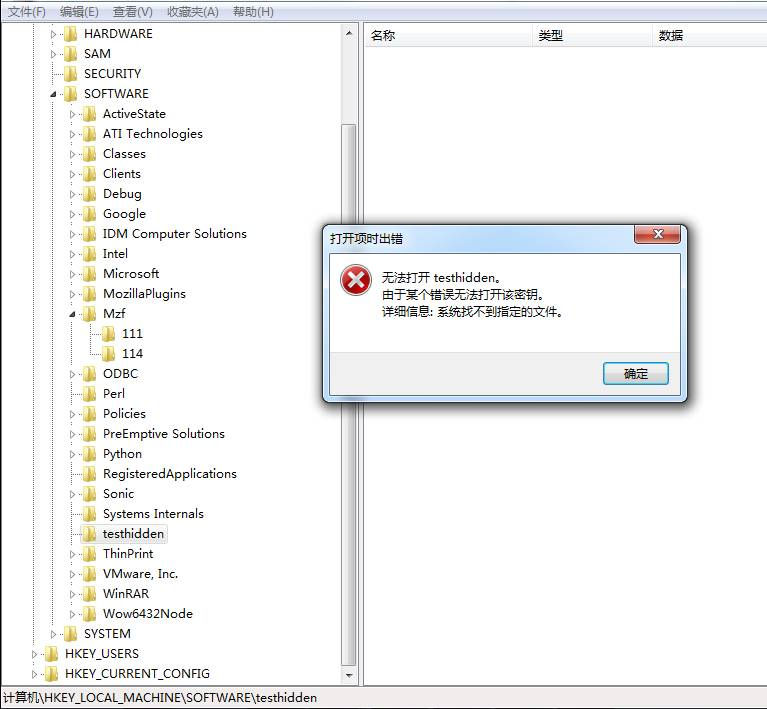 文件(F) 编辑(E) 查看(V) 收藏夹(A) 帮助(H)
HARDWARE
SAM
SECURITY
SOFTWARE
ActiveState
ATI Technologies
Classes
Clients
Debug
Google
IDM Computer Solutions
Intel
Microsoft
MozillaPlugins
Mzf
111
114
ODBC
Perl
Policies
PreEmptive Solutions
Python
RegisteredApplications
Sonic
Systems Internals
testhidden
ThinPrint
VMware, Inc.
WinRAR
Wow6432Node
SYSTEM
HKEY_USERS
HKEY_CURRENT_CONFIG
名称 类型 数据
打开项时出错
无法打开 testhidden。
由于某个错误无法打开该密钥。
详细信息: 系统找不到指定的文件。
确定
计算机\HKEY_LOCAL_MACHINE\SOFTWARE\testhidden